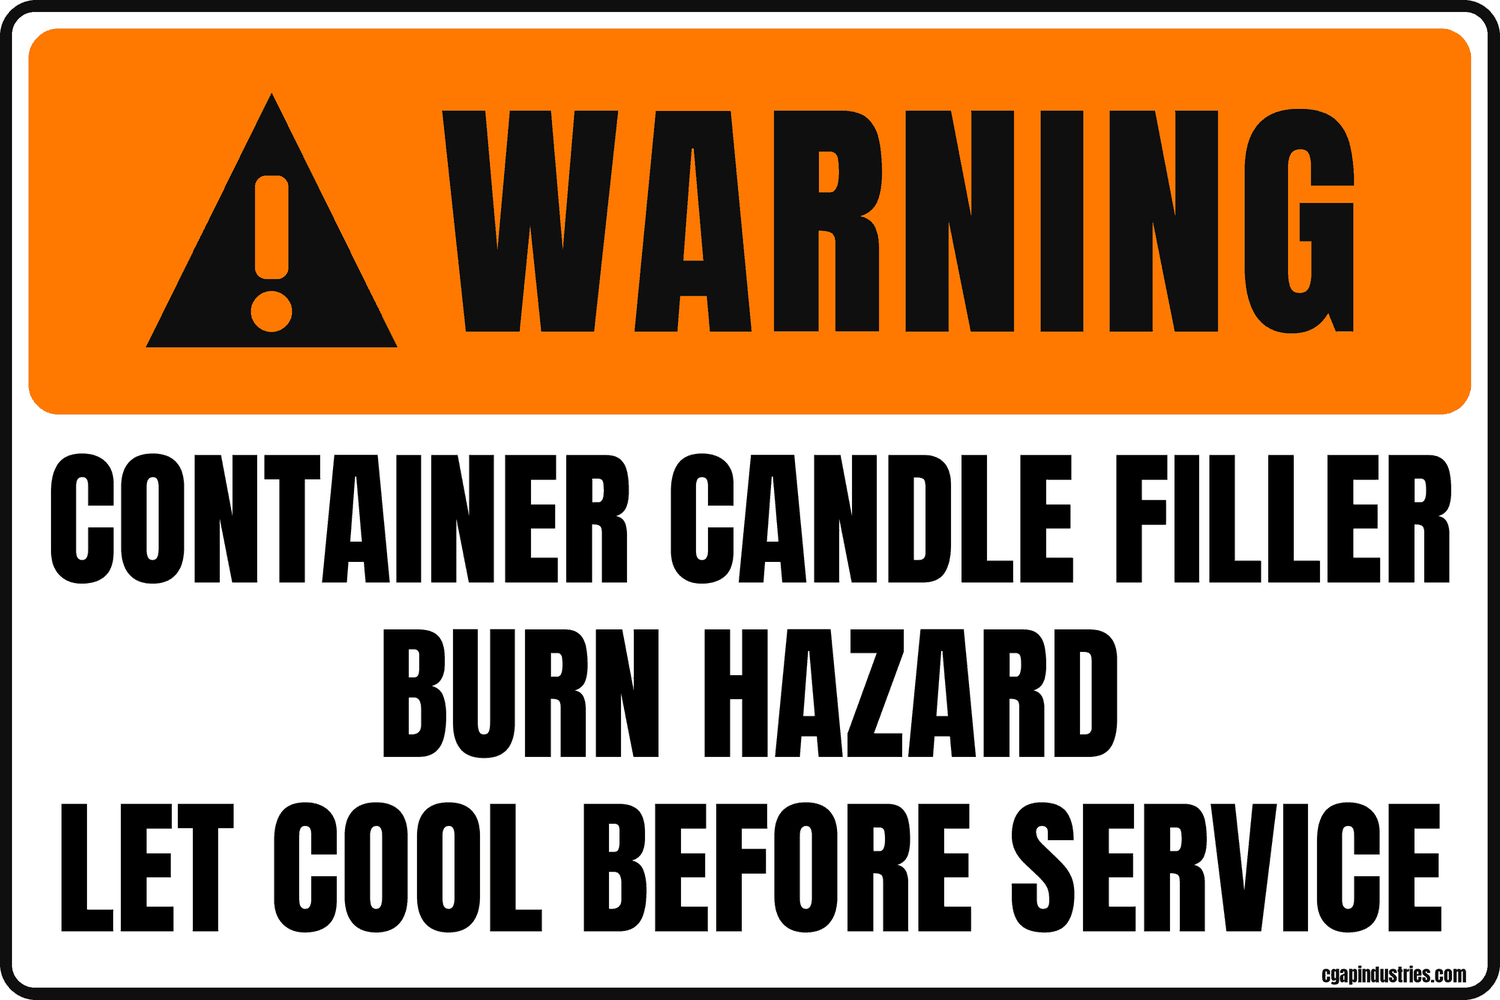 WARNING
CONTAINER CANDLE FILLER
BURN HAZARD
LET COOL BEFORE SERVICE
cgapindustries.com